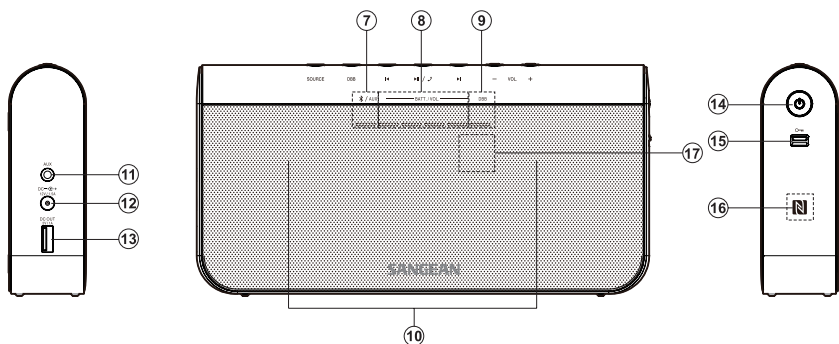 7 8 9
SOURCE DBB VOL
/ AUX BATT./VOL DBB
14
15
17
11 AUX
12 DC
16
13 DC OUT
SANGEAN
10